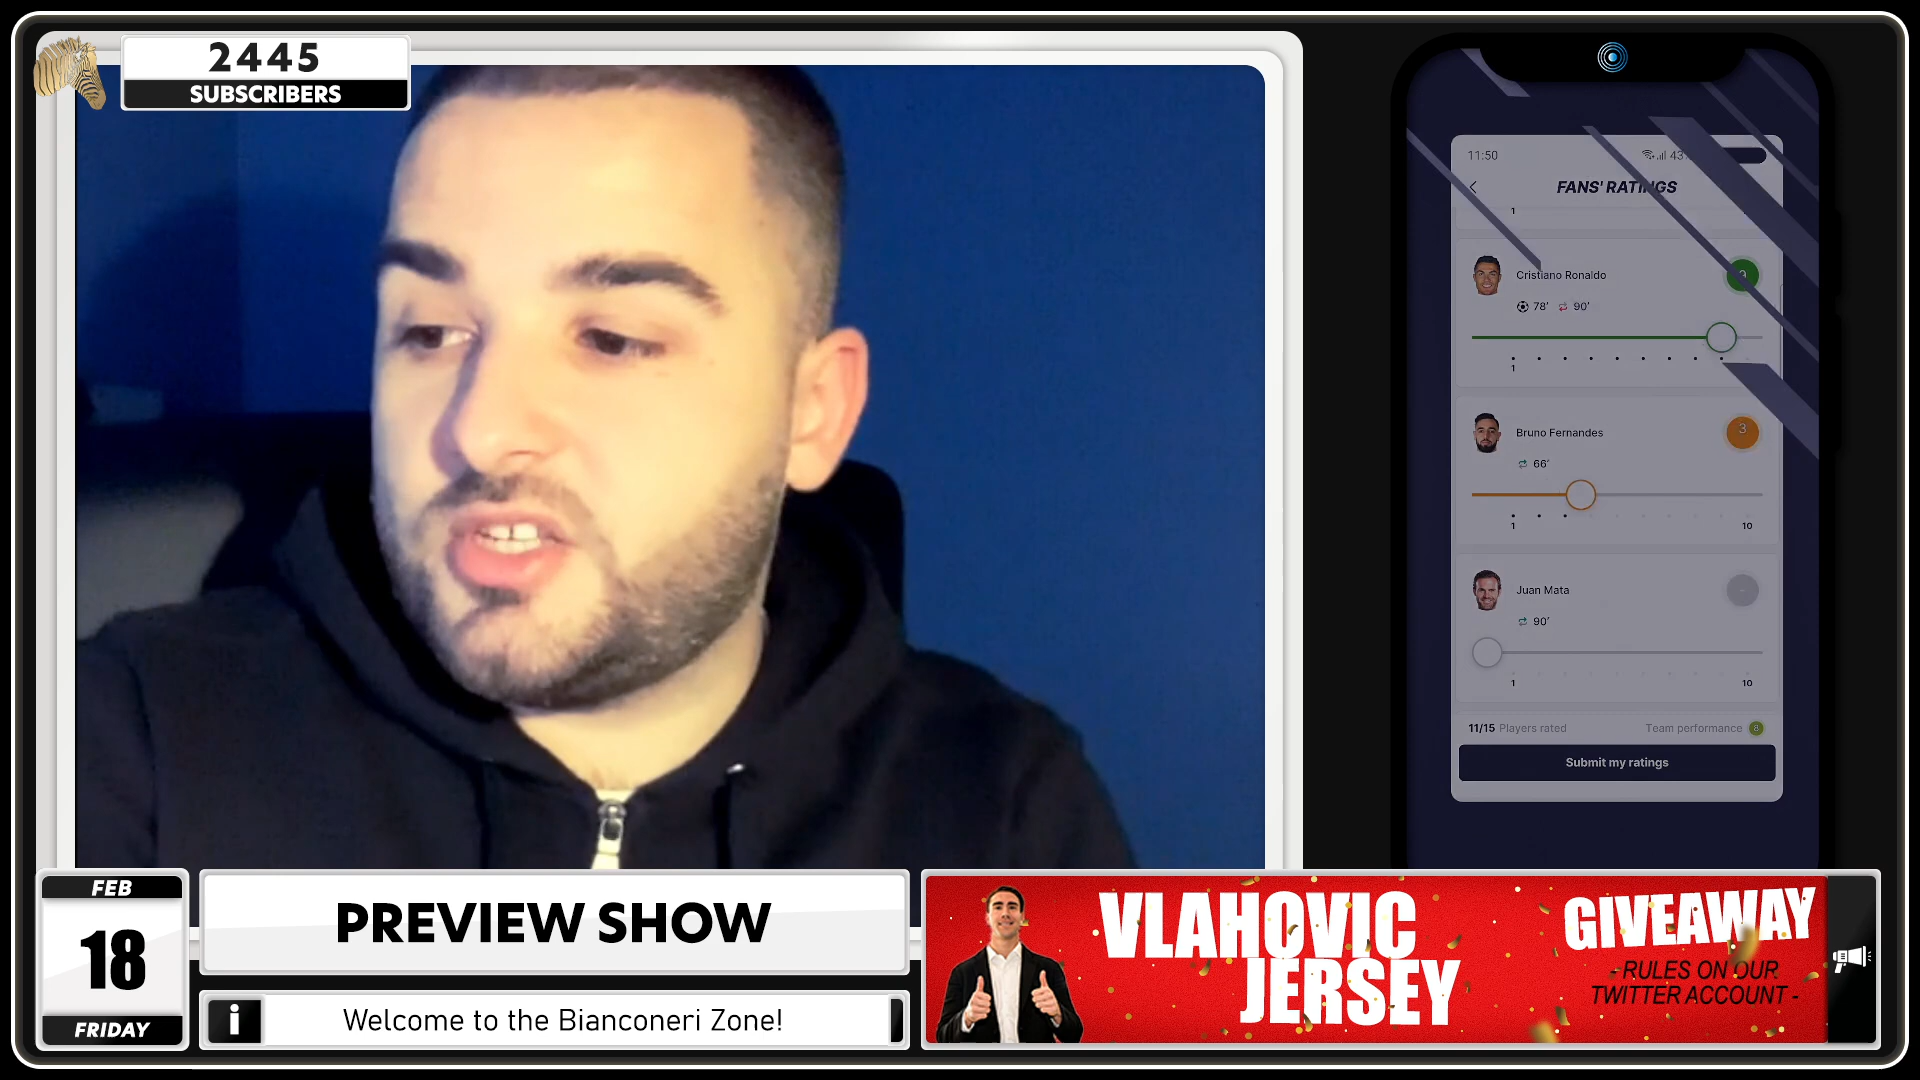 2445
SUBSCRIBERS
11:50
FANS' RATINGS
1
Cristiano Ronaldo
78' 90'
1
Bruno Fernandes
3
66'
1 10
Juan Mata
-
90'
1 10
11/15 Players rated Team performance 8
Submit my ratings
FEB
18
FRIDAY
PREVIEW SHOW
i
Welcome to the Bianconeri Zone!
VLAHOVIC
JERSEY
GIVEAWAY
- RULES ON OUR
TWITTER ACCOUNT -